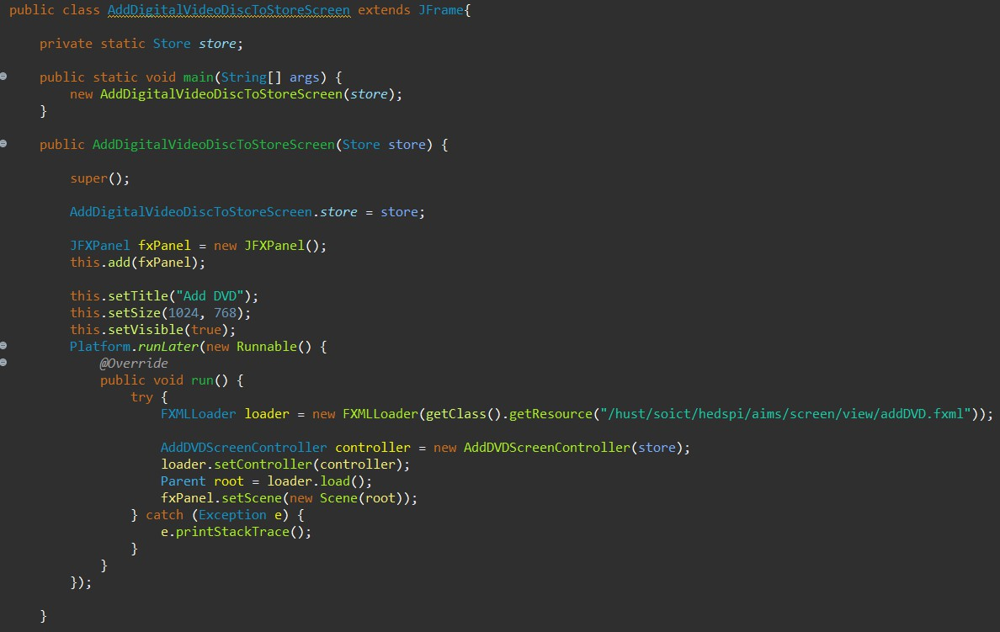 public class AddDigitalVideoDiscToStoreScreen extends JFrame{
private static Store store;
public static void main(String[] args) {
new AddDigitalVideoDiscToStoreScreen(store);
}
public AddDigitalVideoDiscToStoreScreen(Store store) {
super();
AddDigitalVideoDiscToStoreScreen.store = store;
JFXPanel fxPanel = new JFXPanel();
this.add(fxPanel);
this.setTitle("Add DVD");
this.setSize(1024, 768);
this.setVisible(true);
Platform.runLater(new Runnable() {
@Override
public void run() {
try {
FXMLLoader loader = new FXMLLoader(getClass().getResource("/hust/soict/hedspi/aims/screen/view/addDVD.fxml"));
AddDVDScreenController controller = new AddDVDScreenController(store);
loader.setController(controller);
Parent root = loader.load();
fxPanel.setScene(new Scene(root));
} catch (Exception e) {
e.printStackTrace();
}
}
});
}